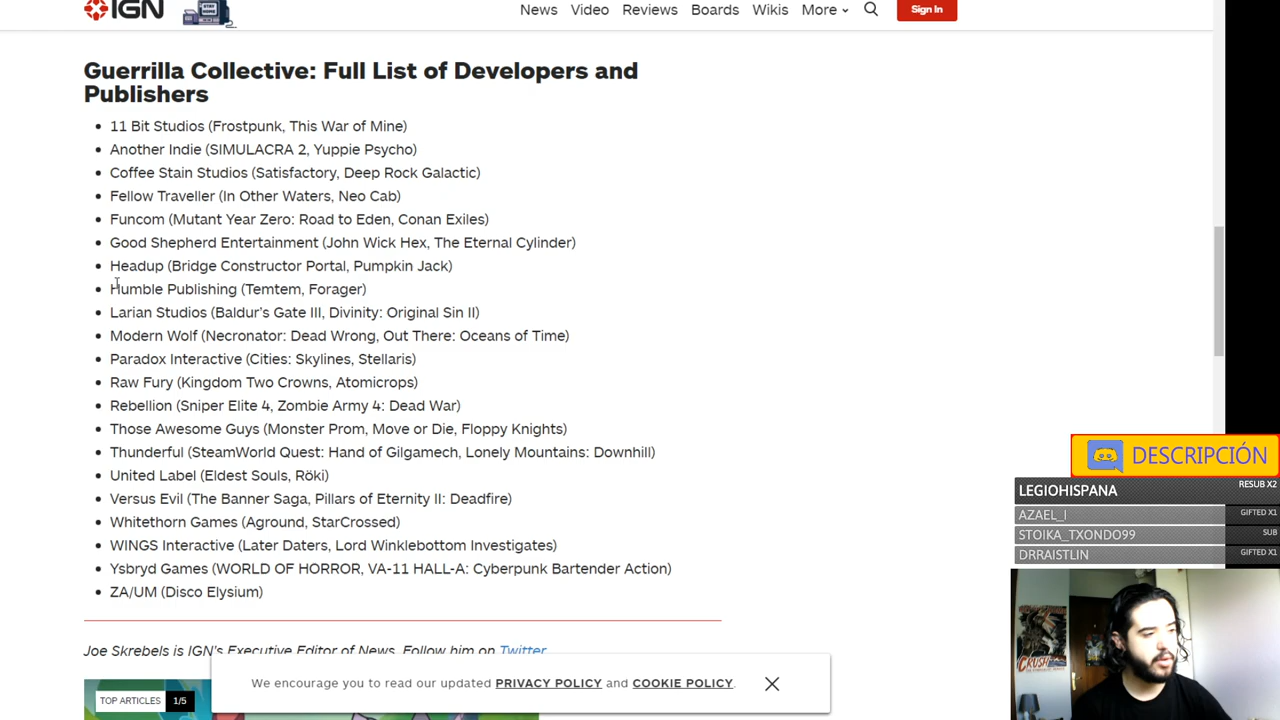 IGN
STAY HOME
News Video Reviews Boards Wikis More Sign In
Guerrilla Collective: Full List of Developers and
Publishers
• 11 Bit Studios (Frostpunk, This War of Mine)
• Another Indie (SIMULACRA 2, Yuppie Psycho)
• Coffee Stain Studios (Satisfactory, Deep Rock Galactic)
• Fellow Traveller (In Other Waters, Neo Cab)
• Funcom (Mutant Year Zero: Road to Eden, Conan Exiles)
• Good Shepherd Entertainment (John Wick Hex, The Eternal Cylinder)
• Headup (Bridge Constructor Portal, Pumpkin Jack)
• Humble Publishing (Temtem, Forager)
• Larian Studios (Baldur's Gate III, Divinity: Original Sin II)
• Modern Wolf (Necronator: Dead Wrong, Out There: Oceans of Time)
• Paradox Interactive (Cities: Skylines, Stellaris)
• Raw Fury (Kingdom Two Crowns, Atomicrops)
• Rebellion (Sniper Elite 4, Zombie Army 4: Dead War)
• Those Awesome Guys (Monster Prom, Move or Die, Floppy Knights)
• Thunderful (SteamWorld Quest: Hand of Gilgamech, Lonely Mountains: Downhill)
• United Label (Eldest Souls, Röki)
• Versus Evil (The Banner Saga, Pillars of Eternity II: Deadfire)
• Whitethorn Games (Aground, StarCrossed)
• WINGS Interactive (Later Daters, Lord Winklebottom Investigates)
• Ysbryd Games (WORLD OF HORROR, VA-11 HALL-A: Cyberpunk Bartender Action)
• ZA/UM (Disco Elysium)
Joe Skrebels is IGN's Executive Editor of News. Follow him on Twitter.
We encourage you to read our updated PRIVACY POLICY and COOKIE POLICY.
TOP ARTICLES 1/5
DESCRIPCIÓN
LEGIOHISPANA RESUB X2
AZAEL_I GIFTED X1
STOIKA_TXONDO99 SUB
DRRAISTLIN GIFTED X1
CRUSH